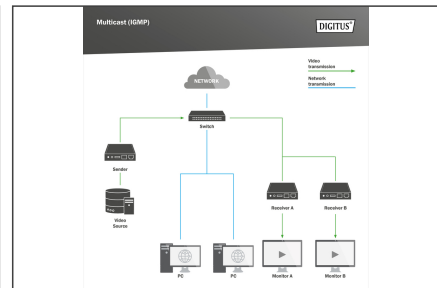 Multicast (IGMP)
DIGITUS®
Video
transmission
Network
transmission
NETWORK
Switch
Sender
Receiver A
Receiver B
Video
Source
PC
PC
Monitor A
Monitor B